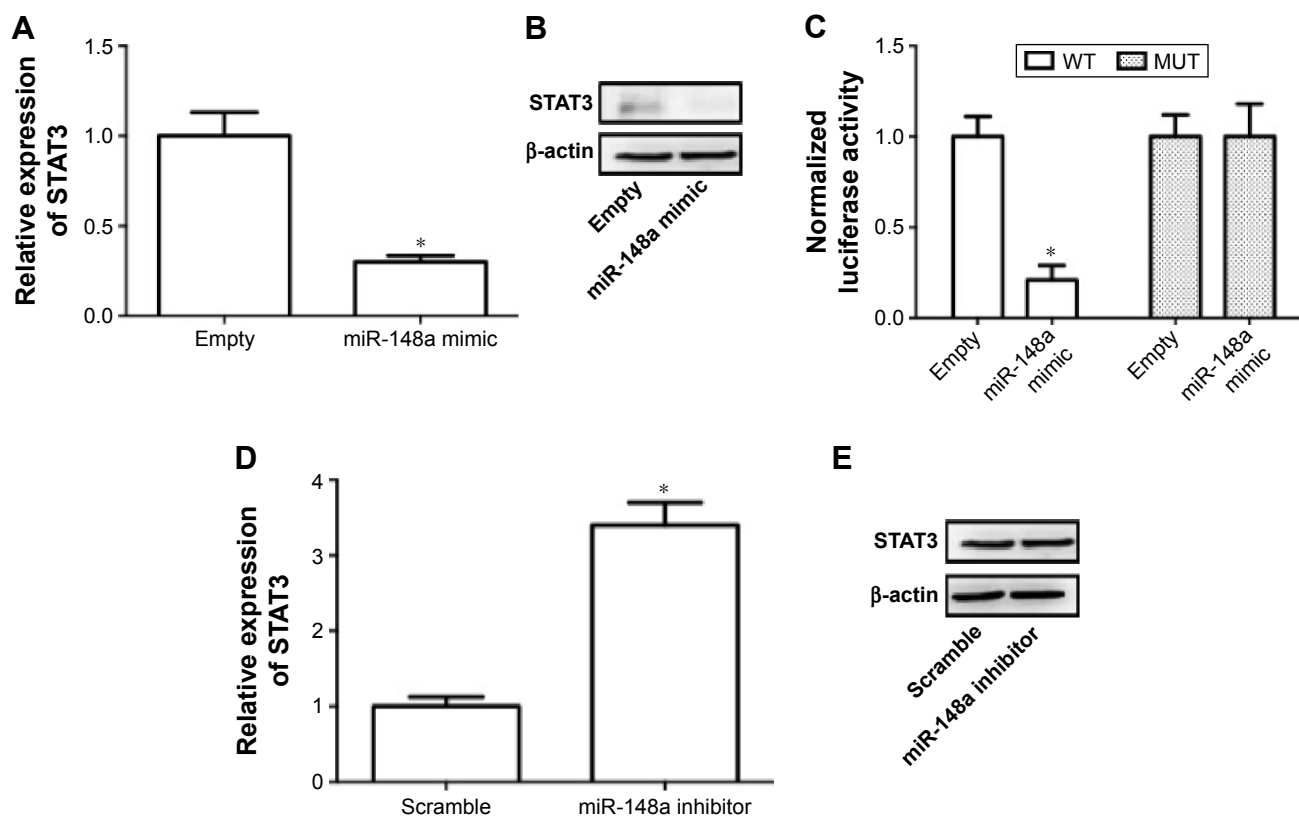 A
Relative expression
of STAT3
1.5
1.0
0.5
0.0
*
Empty
miR-148a mimic
B
STAT3
β-actin
Empty
miR-148a mimic
C
WT
MUT
Normalized
luciferase activity
1.5
1.0
0.5
0.0
*
Empty
miR-148a
mimic
Empty
miR-148a
mimic
D
Relative expression
of STAT3
4
3
2
1
0
*
Scramble
miR-148a inhibitor
E
STAT3
β-actin
Scramble
miR-148a inhibitor